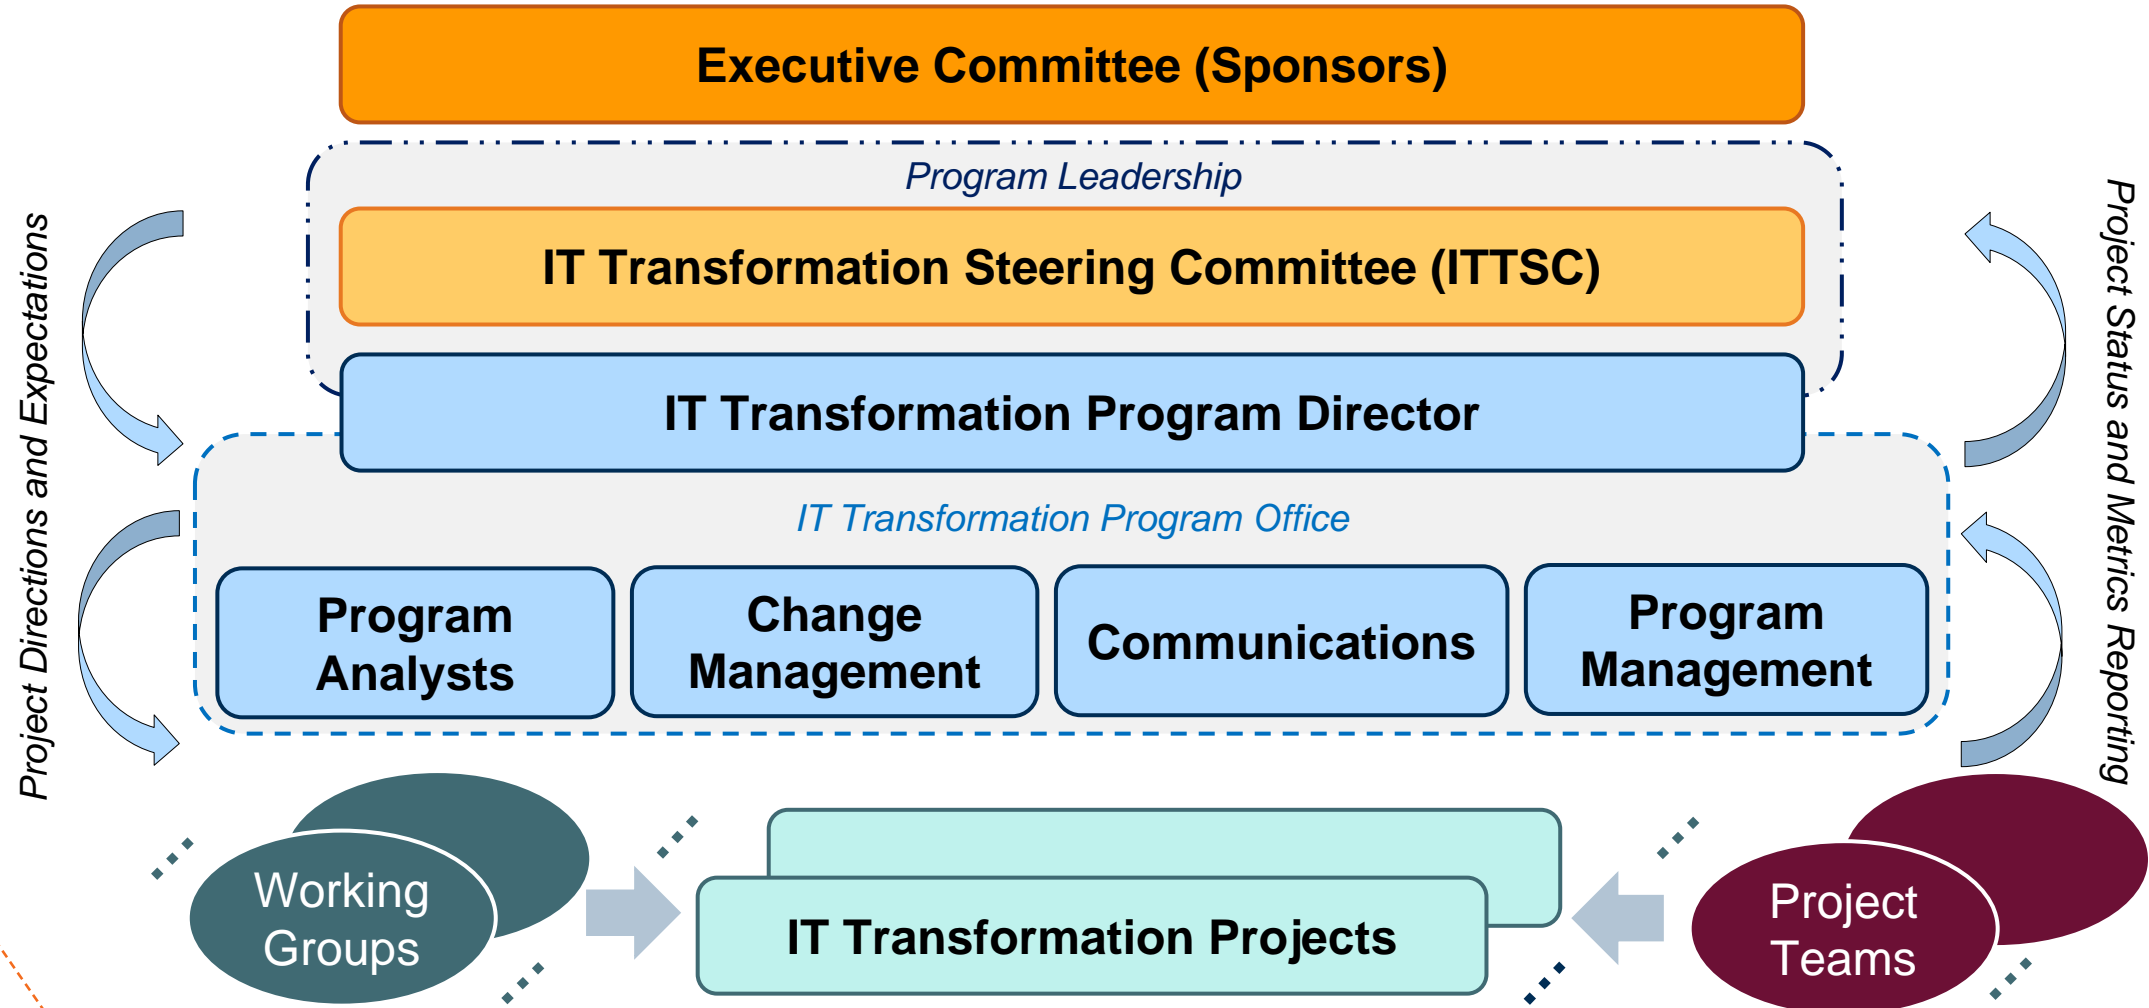 Executive Committee (Sponsors)
Program Leadership
IT Transformation Steering Committee (ITTSC)
IT Transformation Program Director
Project Directions and Expectations
Project Status and Metrics Reporting
IT Transformation Program Office
Program
Analysts
Change
Management
Communications
Program
Management
Working
Groups
IT Transformation Projects
Project
Teams